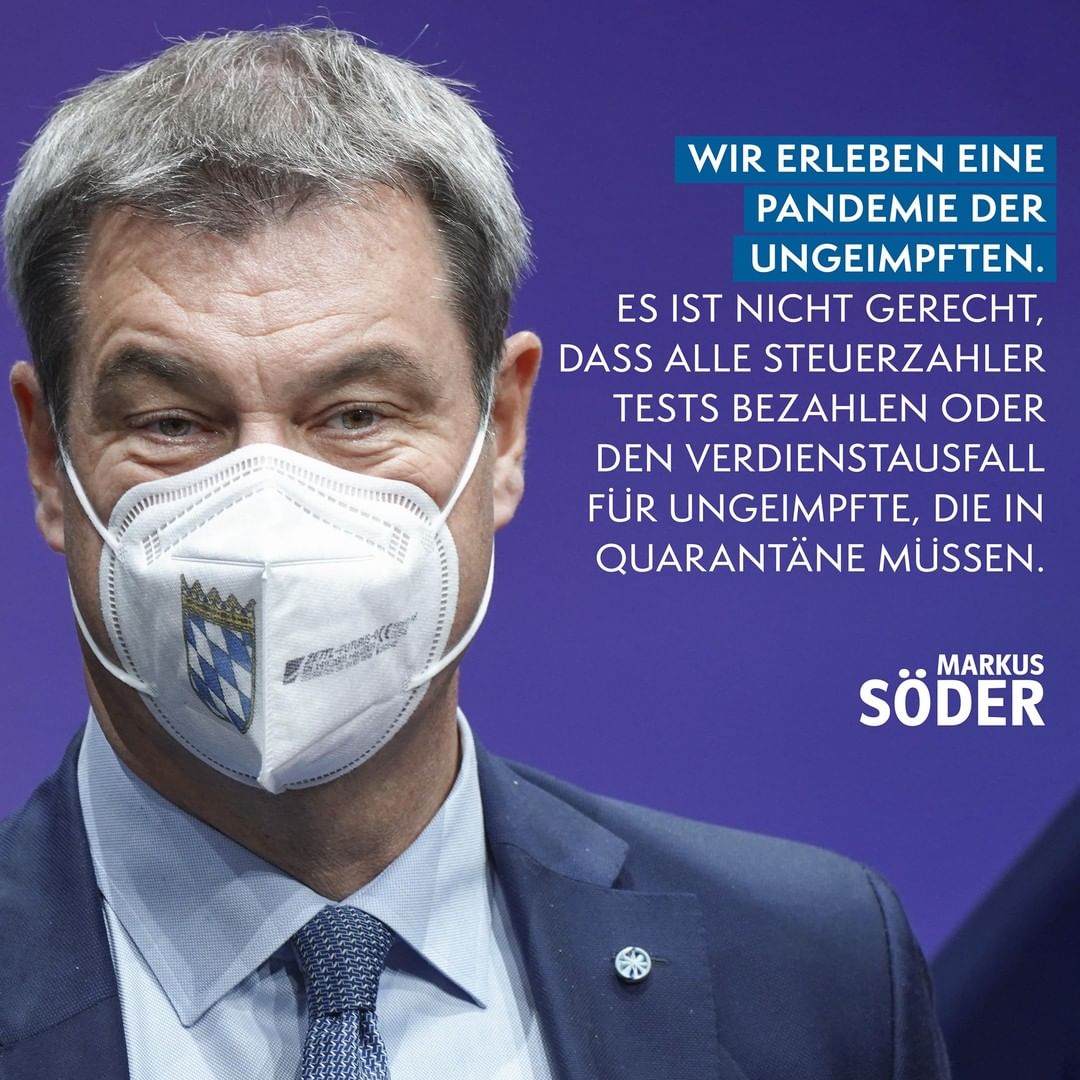 WIR ERLEBEN EINE
PANDEMIE DER
UNGEIMPFTEN.
ES IST NICHT GERECHT,
DASS ALLE STEUERZAHLER
TESTS BEZAHLEN ODER
DEN VERDIENSTAUSFALL
FÜR UNGEIMPFTE, DIE IN
QUARANTÄNE MÜSSEN.
MARKUS
SÖDER